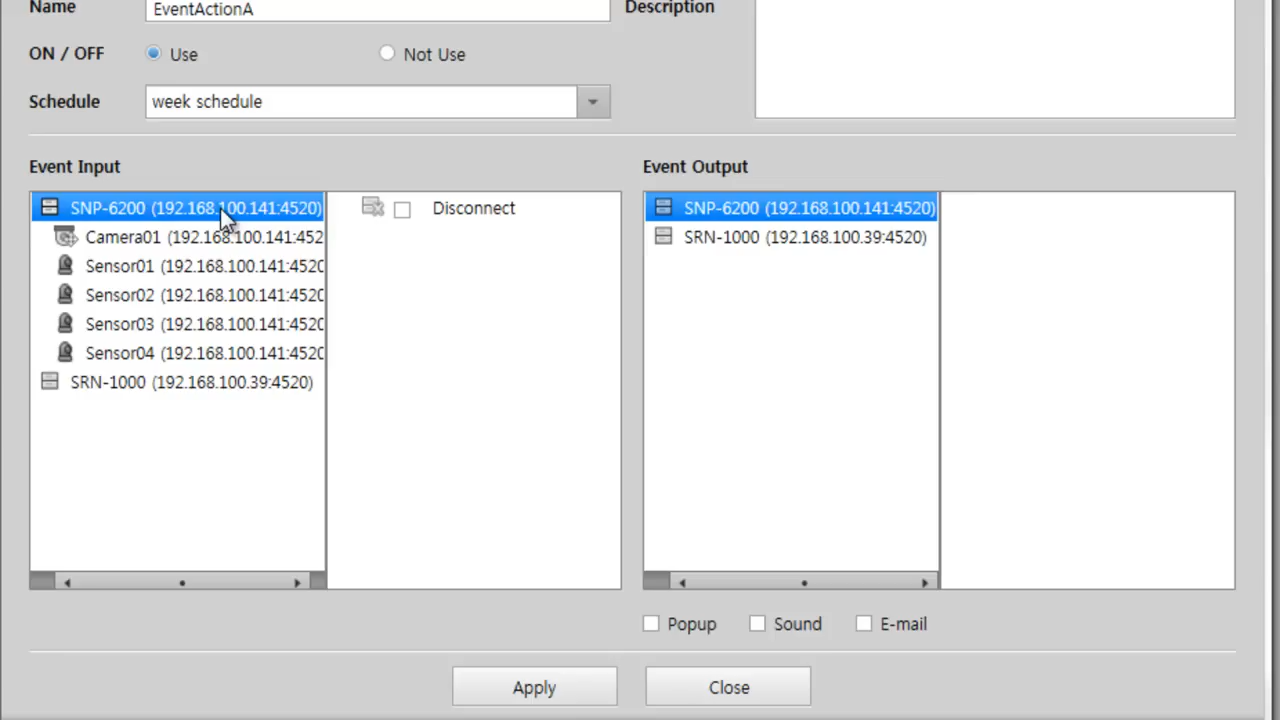 Name EventActionA Description
ON / OFF Use Not Use
Schedule week schedule
Event Input
SNP-6200 (192.168.100.141:4520)
Camera01 (192.168.100.141:452
Sensor01 (192.168.100.141:4520
Sensor02 (192.168.100.141:4520
Sensor03 (192.168.100.141:4520
Sensor04 (192.168.100.141:4520
SRN-1000 (192.168.100.39:4520)
Disconnect
Event Output
SNP-6200 (192.168.100.141:4520)
SRN-1000 (192.168.100.39:4520)
Popup Sound E-mail
Apply Close